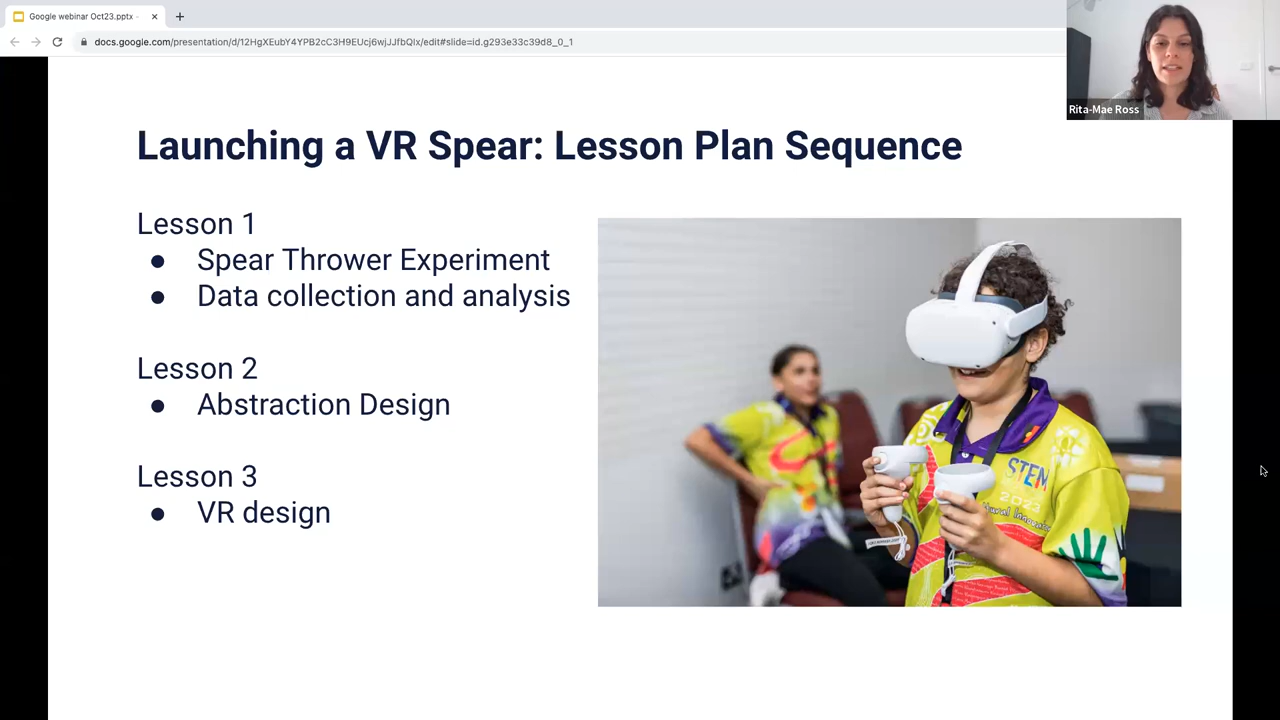 Google webinar Oct23.pptx
docs.google.com/presentation/d/12HgXEubY4YPB2cC3H9EUcj6wjJJfbQIx/edit#slide=id.g293e33c39d8_0_1
Rita-Mae Ross
Launching a VR Spear: Lesson Plan Sequence
Lesson 1
● Spear Thrower Experiment
● Data collection and analysis
Lesson 2
● Abstraction Design
Lesson 3
● VR design
STEM
2023